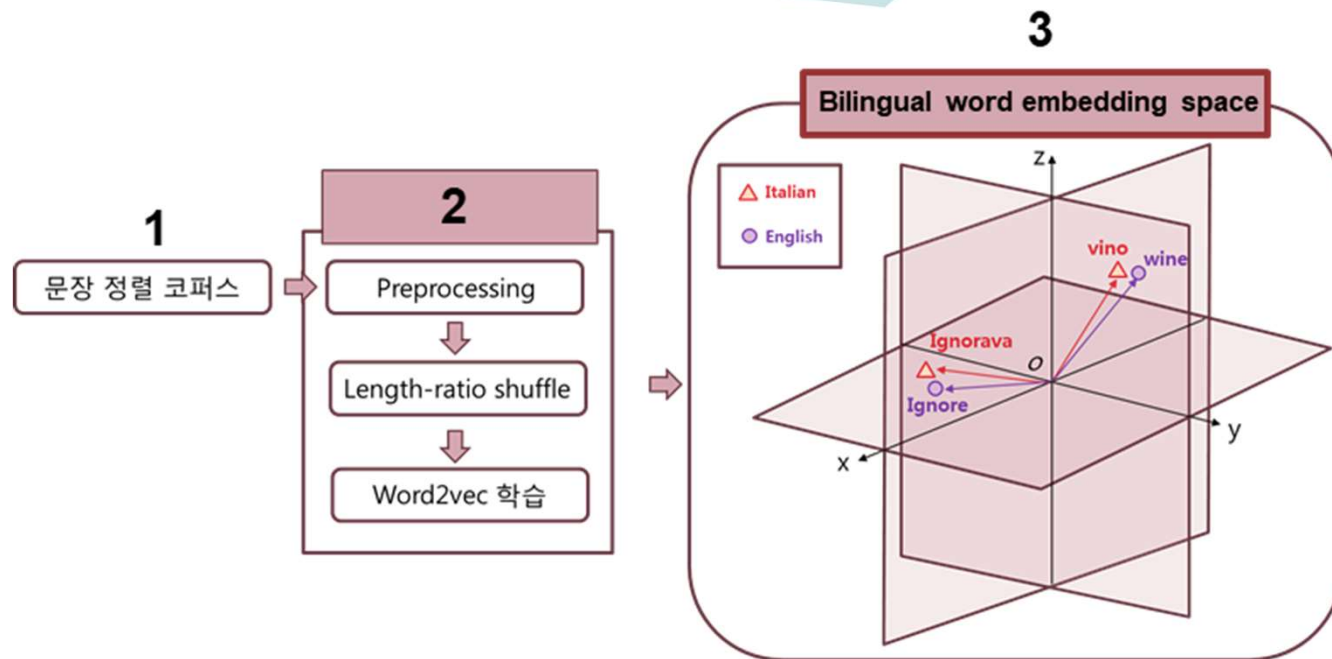 1
문장 정렬 코퍼스
2
Preprocessing
Length-ratio shuffle
Word2vec 학습
3
Bilingual word embedding space
Italian
English
z
vino
wine
Ignorava
O
Ignore
y
x